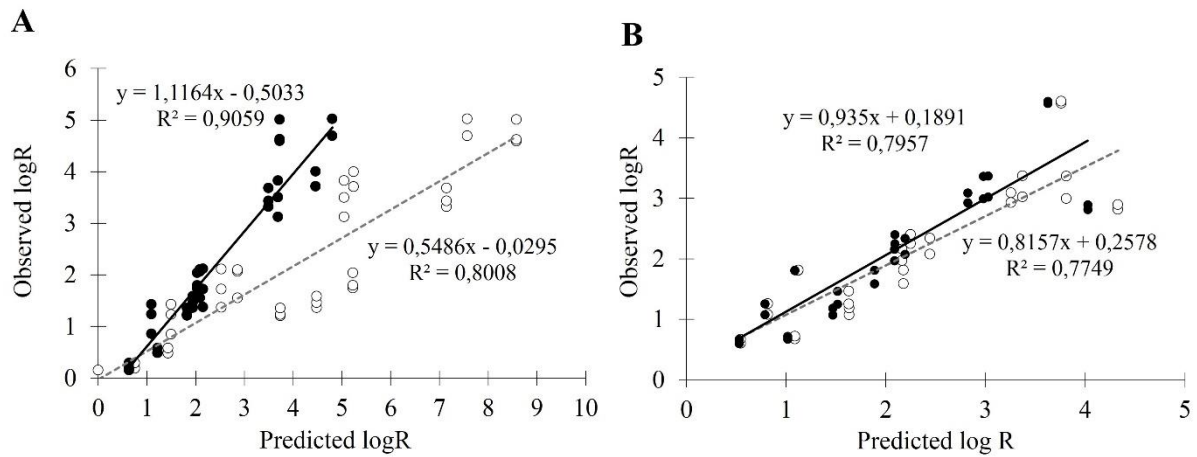 A
Observed logR
6
5
4
3
2
1
0
y = 1,1164x - 0,5033
R² = 0,9059
y = 0,5486x - 0,0295
R² = 0,8008
0 1 2 3 4 5 6 7 8 9 10
Predicted logR
B
Observed logR
5
4
3
2
1
0
y = 0,935x + 0,1891
R² = 0,7957
y = 0,8157x + 0,2578
R² = 0,7749
0 1 2 3 4 5
Predicted log R